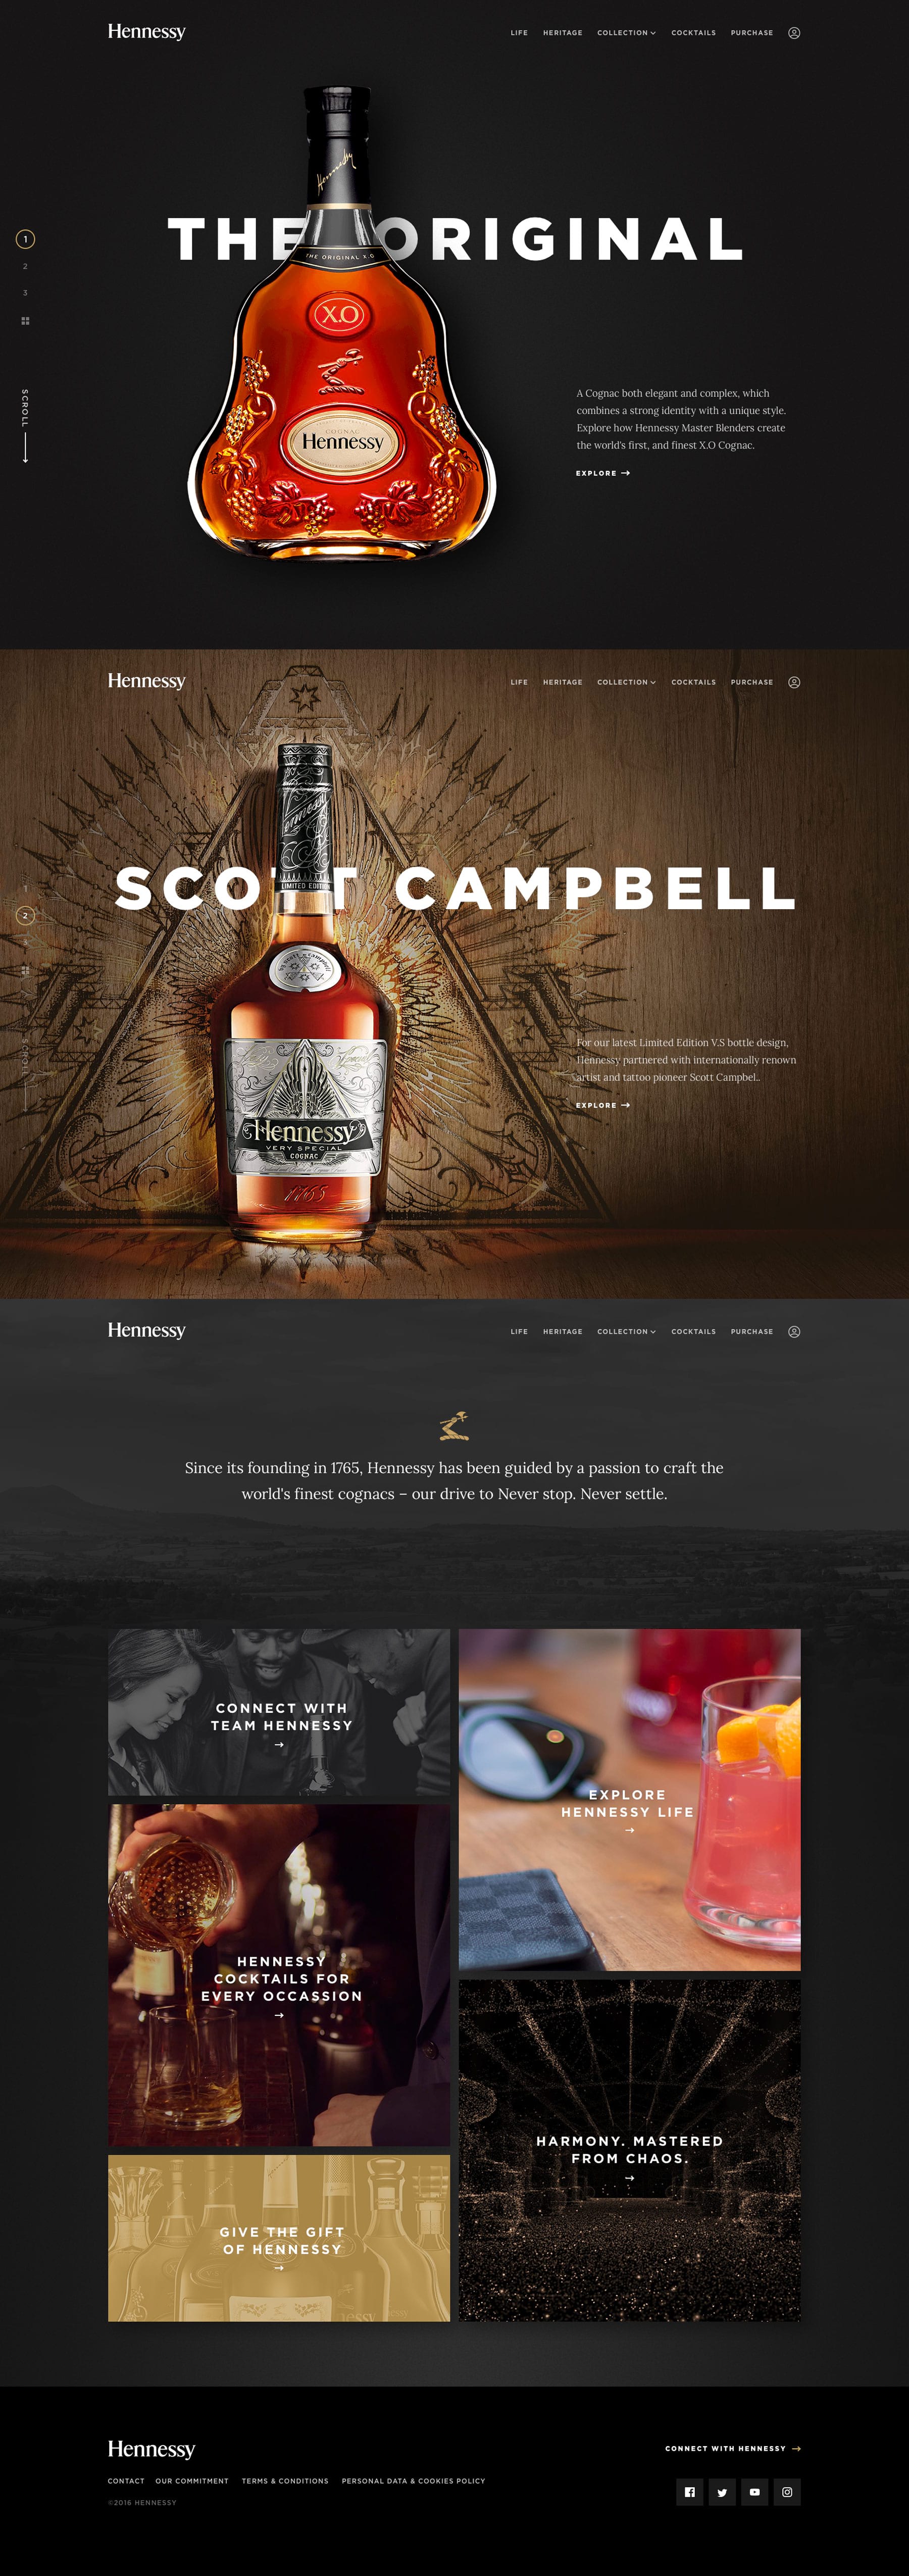 Hennessy
LIFE HERITAGE COLLECTION COCKTAILS PURCHASE
Hennessy
THE ORIGINAL
THE ORIGINAL X.O
1
2
3
X.O
SCROLL
COGNAC
Hennessy
A Cognac both elegant and complex, which
combines a strong identity with a unique style.
Explore how Hennessy Master Blenders create
the world's first, and finest X.O Cognac.
EXPLORE
Hennessy
LIFE HERITAGE COLLECTION COCKTAILS PURCHASE
Hennessy
LIMITED EDITION
SCOTT CAMPBELL
1
2
3
by Scott Campbell
SCROLL
For our latest Limited Edition V.S bottle design,
Hennessy partnered with internationally renown
artist and tattoo pioneer Scott Campbel..
EXPLORE
Hennessy
VERY SPECIAL
COGNAC
1765
Hennessy
LIFE HERITAGE COLLECTION COCKTAILS PURCHASE
Since its founding in 1765, Hennessy has been guided by a passion to craft the
world's finest cognacs – our drive to Never stop. Never settle.
CONNECT WITH
TEAM HENNESSY
EXPLORE
HENNESSY LIFE
HENNESSY
COCKTAILS FOR
EVERY OCCASSION
HARMONY. MASTERED
FROM CHAOS.
GIVE THE GIFT
OF HENNESSY
Hennessy
CONNECT WITH HENNESSY
CONTACT OUR COMMITMENT TERMS & CONDITIONS PERSONAL DATA & COOKIES POLICY
©2016 HENNESSY